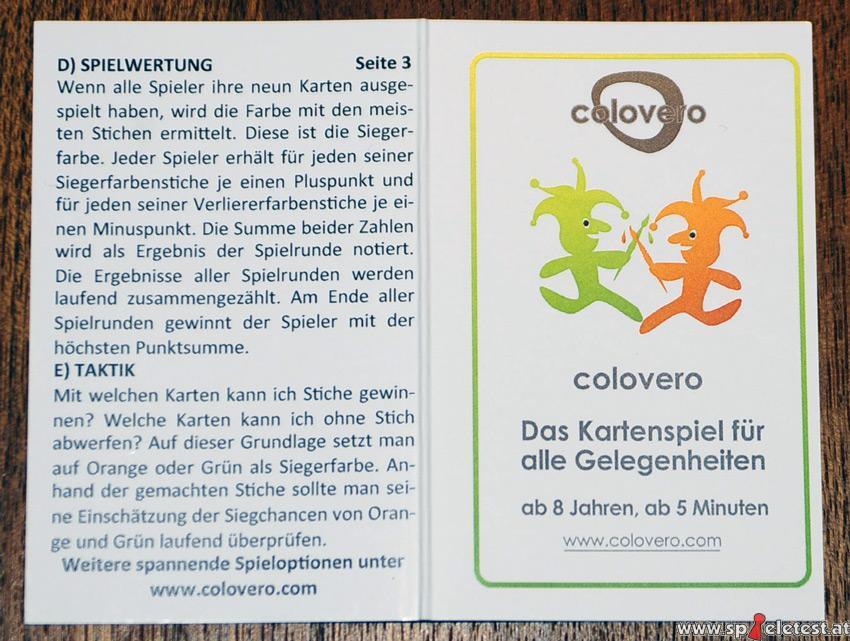 D) SPIELWERTUNG Seite 3
Wenn alle Spieler ihre neun Karten ausge-
spielt haben, wird die Farbe mit den meis-
ten Stichen ermittelt. Diese ist die Sieger-
farbe. Jeder Spieler erhält für jeden seiner
Siegerfarbenstiche je einen Pluspunkt und
für jeden seiner Verliererfarbenstiche je ei-
nen Minuspunkt. Die Summe beider Zahlen
wird als Ergebnis der Spielrunde notiert.
Die Ergebnisse aller Spielrunden werden
laufend zusammengezählt. Am Ende aller
Spielrunden gewinnt der Spieler mit der
höchsten Punktsumme.
E) TAKTIK
Mit welchen Karten kann ich Stiche gewin-
nen? Welche Karten kann ich ohne Stich
abwerfen? Auf dieser Grundlage setzt man
auf Orange oder Grün als Siegerfarbe. An-
hand der gemachten Stiche sollte man sei-
ne Einschätzung der Siegchancen von Oran-
ge und Grün laufend überprüfen.
Weitere spannende Spieloptionen unter
www.colovero.com
colovero
colovero
Das Kartenspiel für
alle Gelegenheiten
ab 8 Jahren, ab 5 Minuten
www.colovero.com
www.spieletest.at